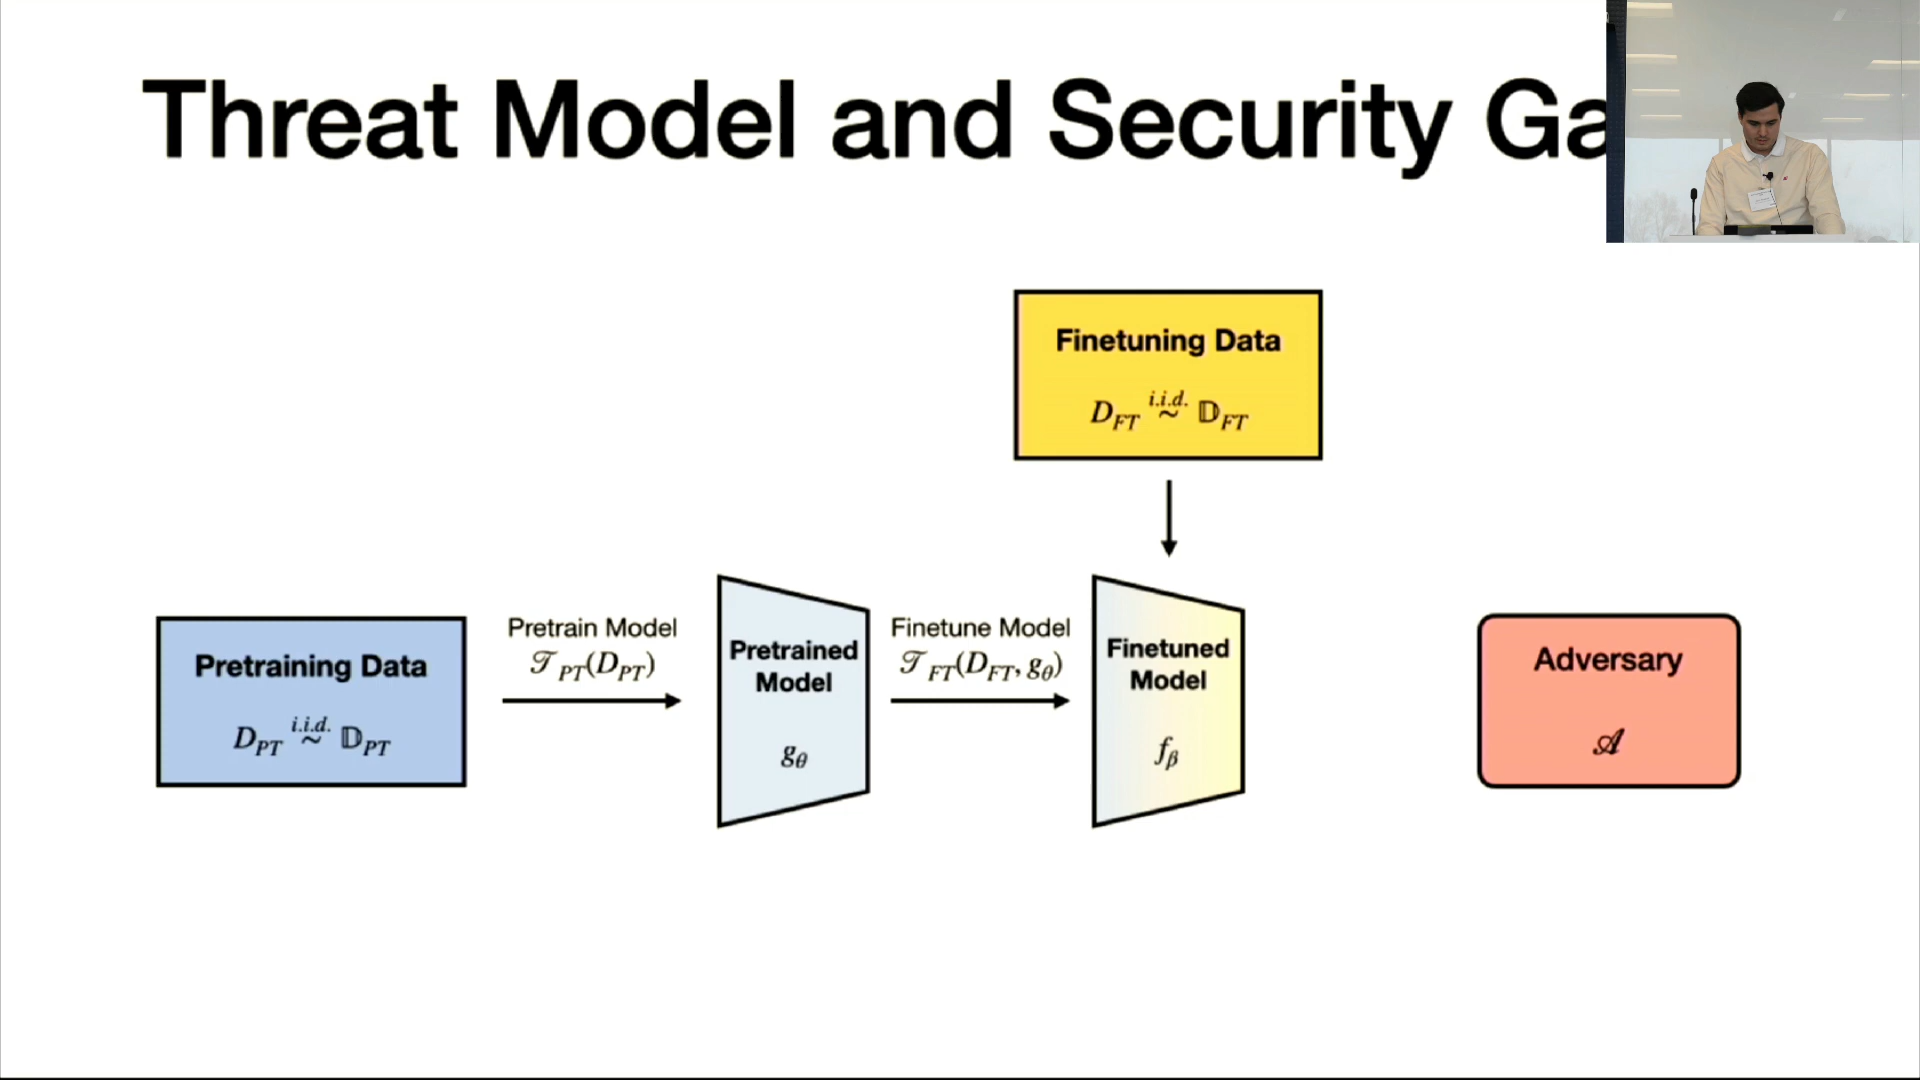 Threat Model and Security Ga
Finetuning Data
D_FT i.i.d. ~ 𝔻_FT
Pretrain Model
𝒯_PT(D_PT)
Finetune Model
𝒯_FT(D_FT, g_θ)
Pretraining Data
D_PT i.i.d. ~ 𝔻_PT
Pretrained
Model
g_θ
Finetuned
Model
f_β
Adversary
𝒜